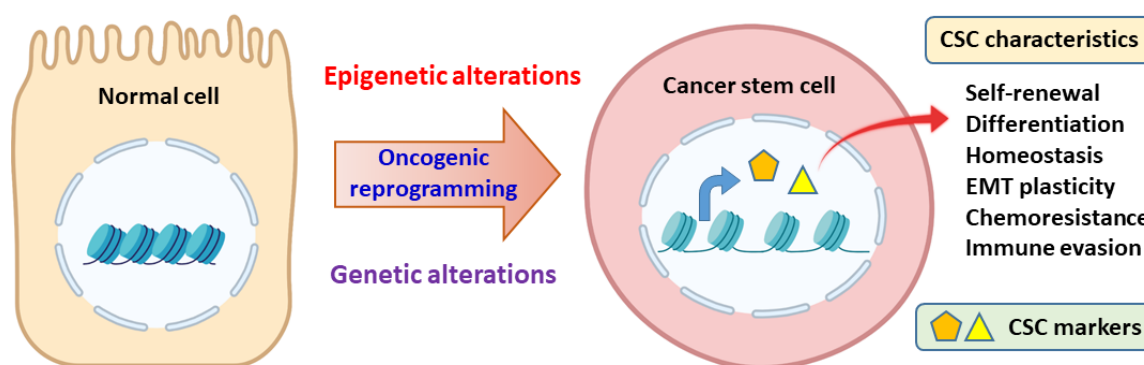 Normal cell
Epigenetic alterations
Oncogenic
reprogramming
Genetic alterations
Cancer stem cell
CSC characteristics
Self-renewal
Differentiation
Homeostasis
EMT plasticity
Chemoresistance
Immune evasion
CSC markers